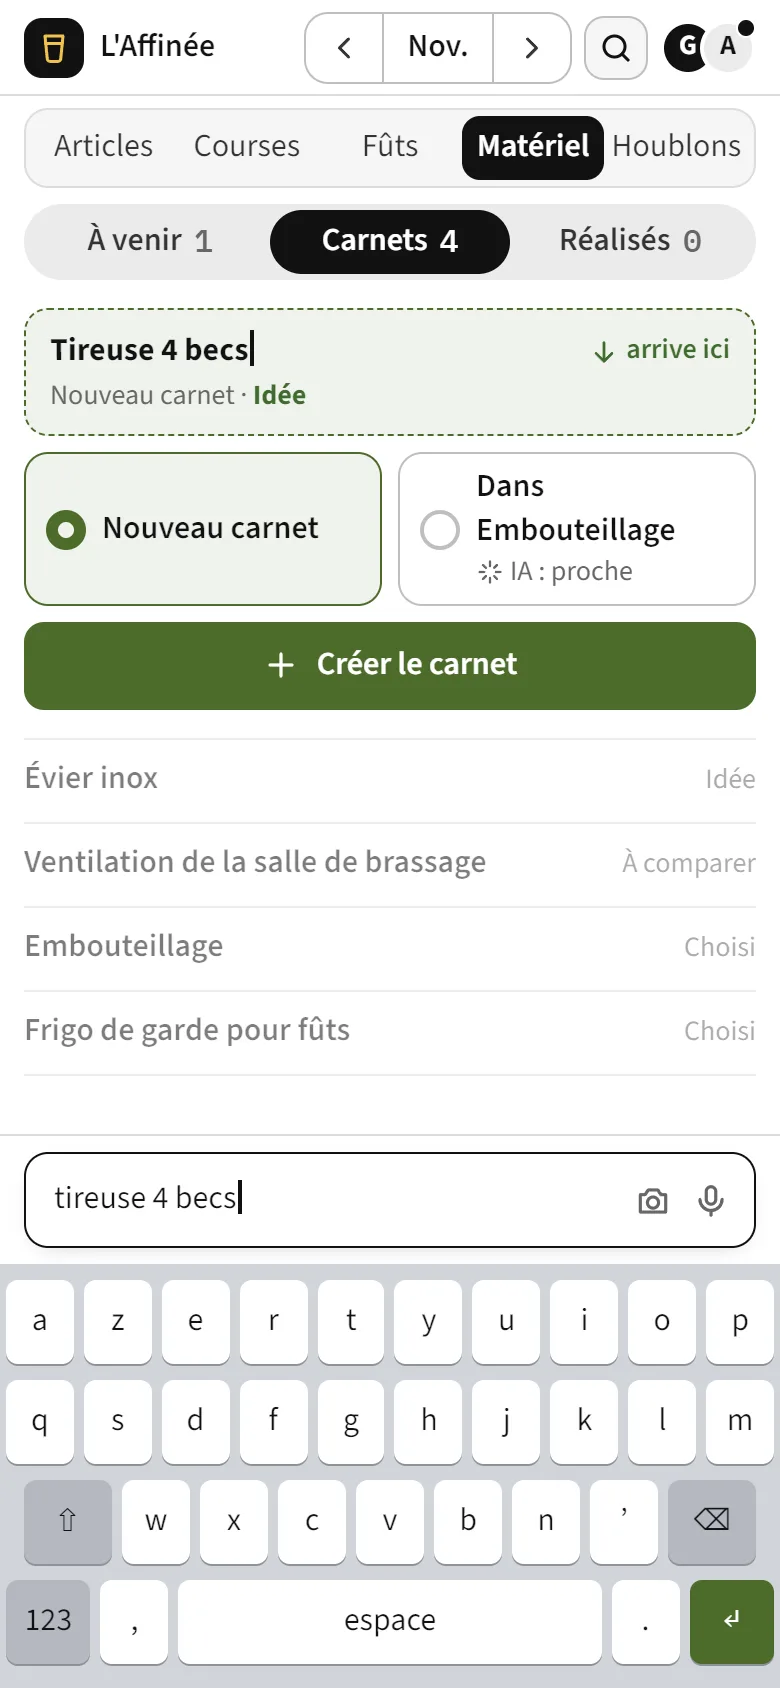 L'Affinée
Nov.
G A
Articles Courses Fûts Matériel Houblons
À venir 1 Carnets 4 Réalisés 0
Tireuse 4 becs ↓ arrive ici
Nouveau carnet · Idée
Nouveau carnet
Dans
Embouteillage
IA : proche
+ Créer le carnet
Évier inox Idée
Ventilation de la salle de brassage À comparer
Embouteillage Choisi
Frigo de garde pour fûts Choisi
tireuse 4 becs
a z e r t y u i o p
q s d f g h j k l m
⇧ w x c v b n ’ ⌫
123 , espace . ↵